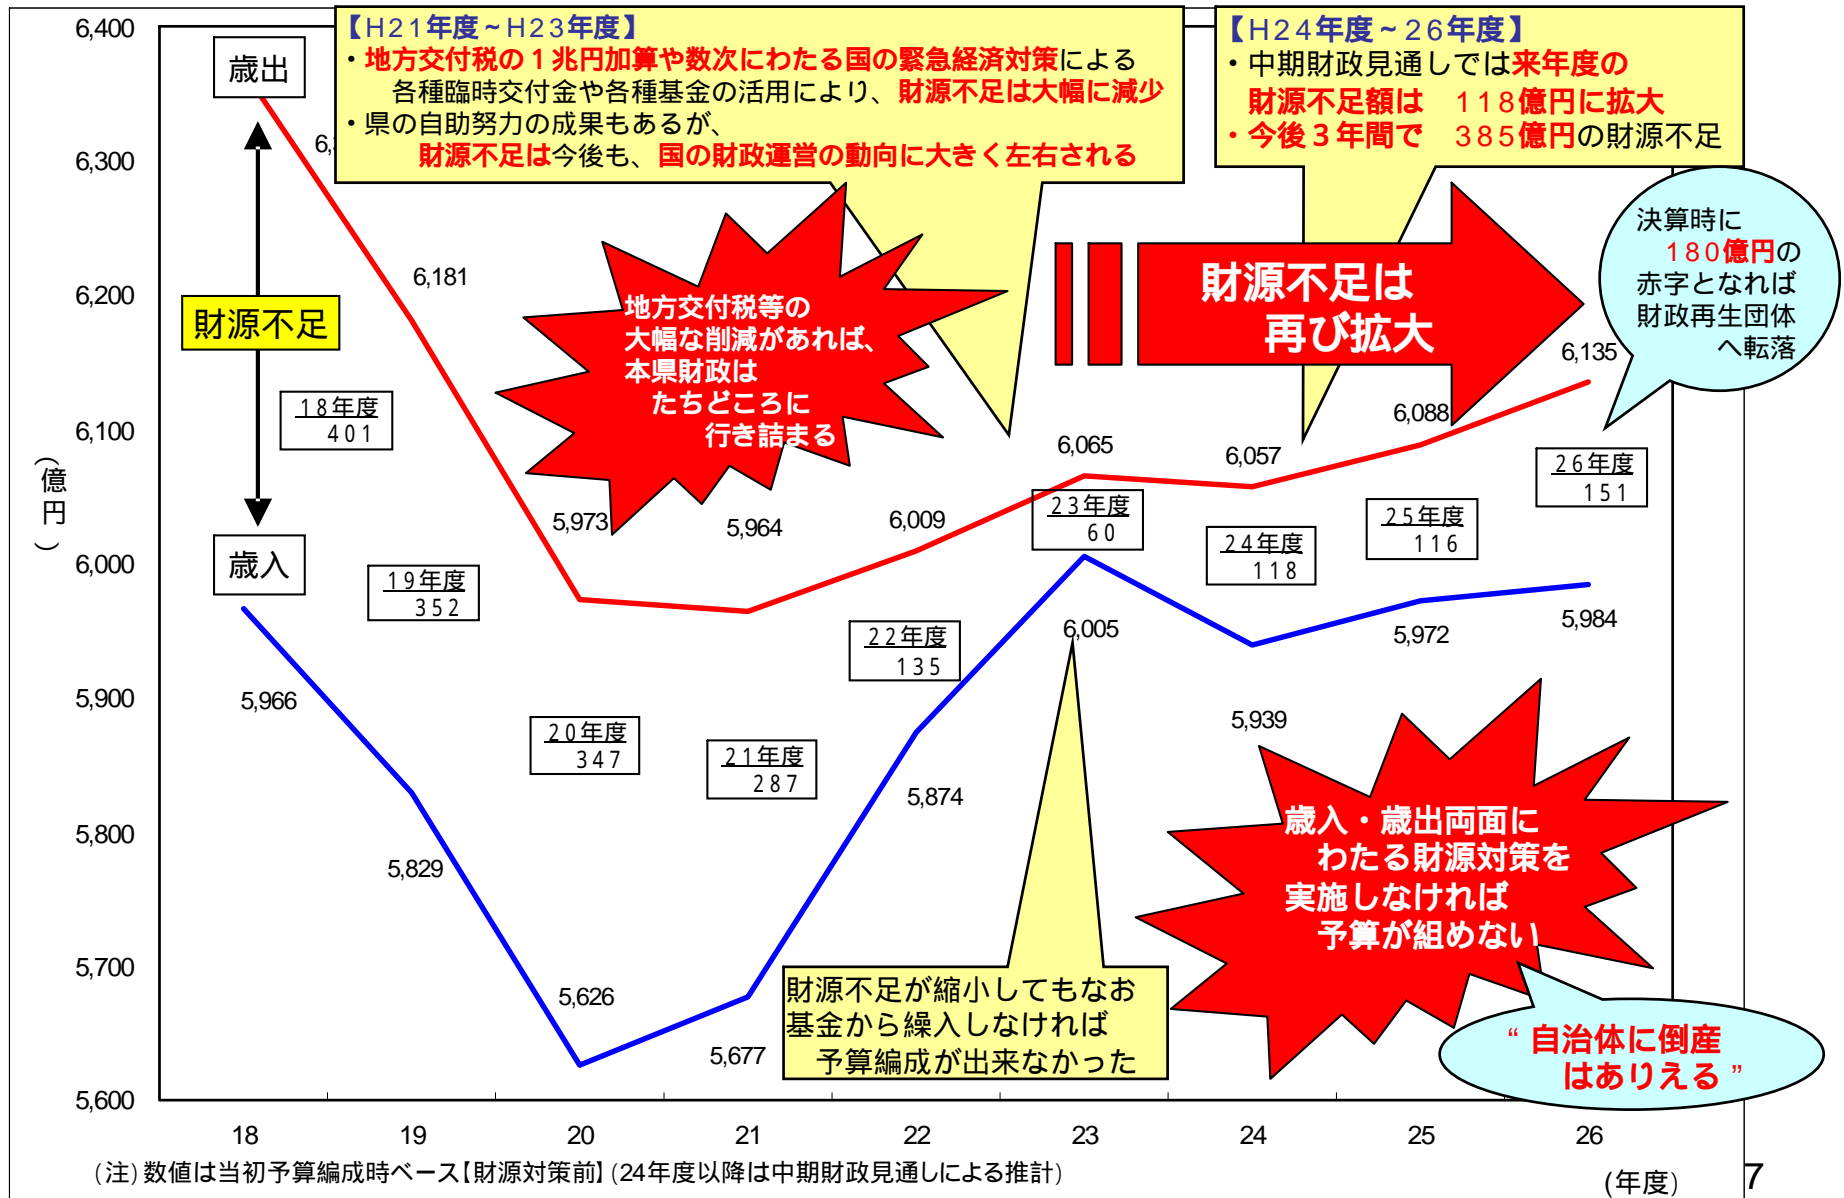 【H21年度~H23年度】
・地方交付税の1兆円加算や数次にわたる国の緊急経済対策による
各種臨時交付金や各種基金の活用により、財源不足は大幅に減少
・県の自助努力の成果もあるが、
財源不足は今後も、国の財政運営の動向に大きく左右される
【H24年度~26年度】
・中期財政見通しでは来年度の
財源不足額は 118億円に拡大
・今後3年間で 385億円の財源不足
決算時に
180億円の
赤字となれば
財政再生団体
へ転落
歳出
財源不足
歳入
地方交付税等の
大幅な削減があれば、
本県財政は
たちどころに
行き詰まる
財源不足は
再び拡大
6,400
6,300
6,200
6,100
6,000
5,900
5,800
5,700
5,600
(億円)
6,181
5,973
5,964
6,009
6,065
6,057
6,088
6,135
18年度
401
19年度
352
20年度
347
21年度
287
22年度
135
23年度
60
24年度
118
25年度
116
26年度
151
5,966
5,829
5,626
5,677
5,874
6,005
5,939
5,972
5,984
財源不足が縮小してもなお
基金から繰入しなければ
予算編成が出来なかった
歳入・歳出両面に
わたる財源対策を
実施しなければ
予算が組めない
“自治体に倒産
はありえる”
18 19 20 21 22 23 24 25 26
(年度)
(注)数値は当初予算編成時ベース【財源対策前】(24年度以降は中期財政見通しによる推計)
7